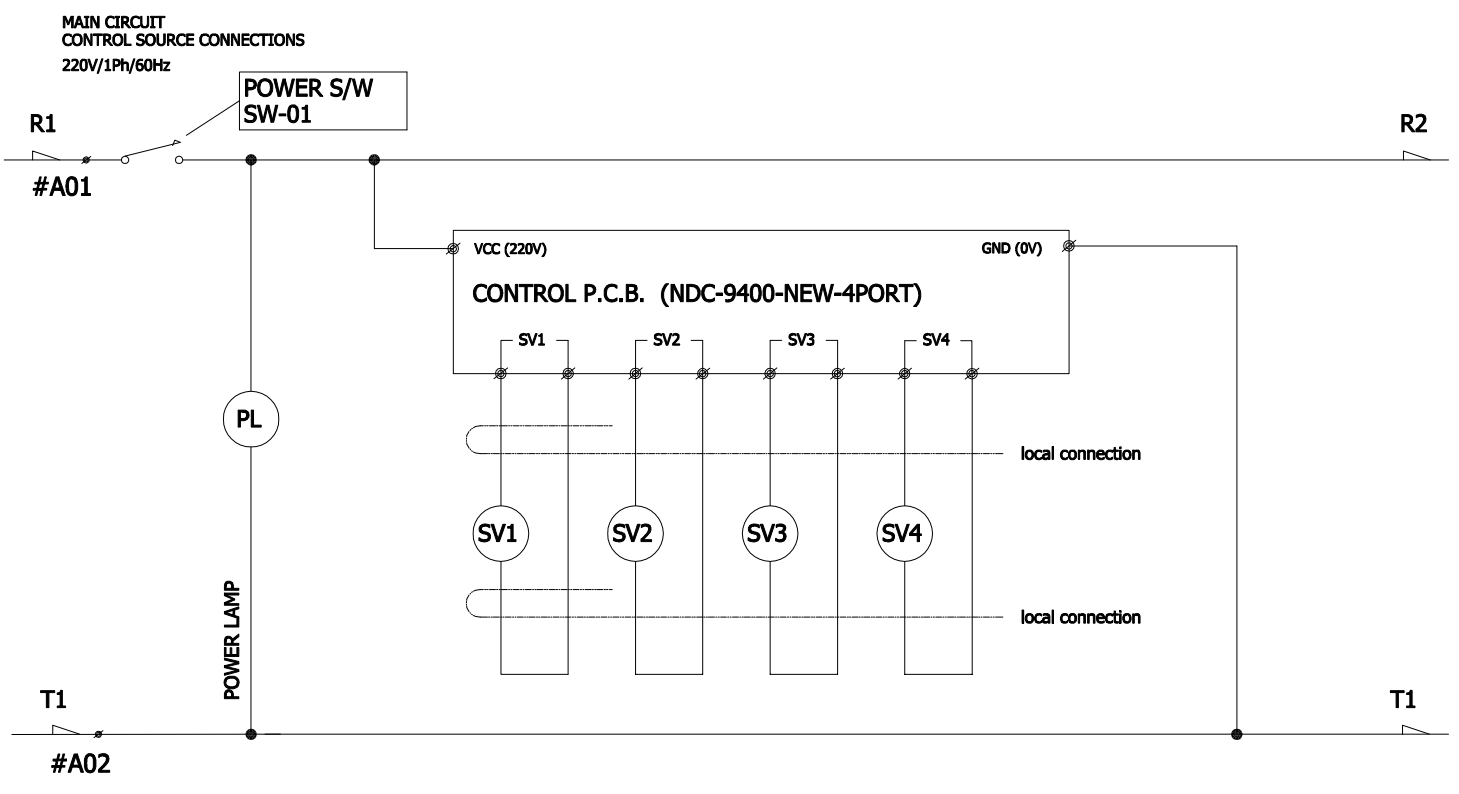 MAIN CIRCUIT
CONTROL SOURCE CONNECTIONS
220V/1Ph/60Hz
POWER S/W
SW-01
R1
R2
#A01
VCC (220V)
GND (0V)
CONTROL P.C.B. (NDC-9400-NEW-4PORT)
SV1
SV2
SV3
SV4
PL
local connection
SV1
SV2
SV3
SV4
POWER LAMP
local connection
T1
T1
#A02